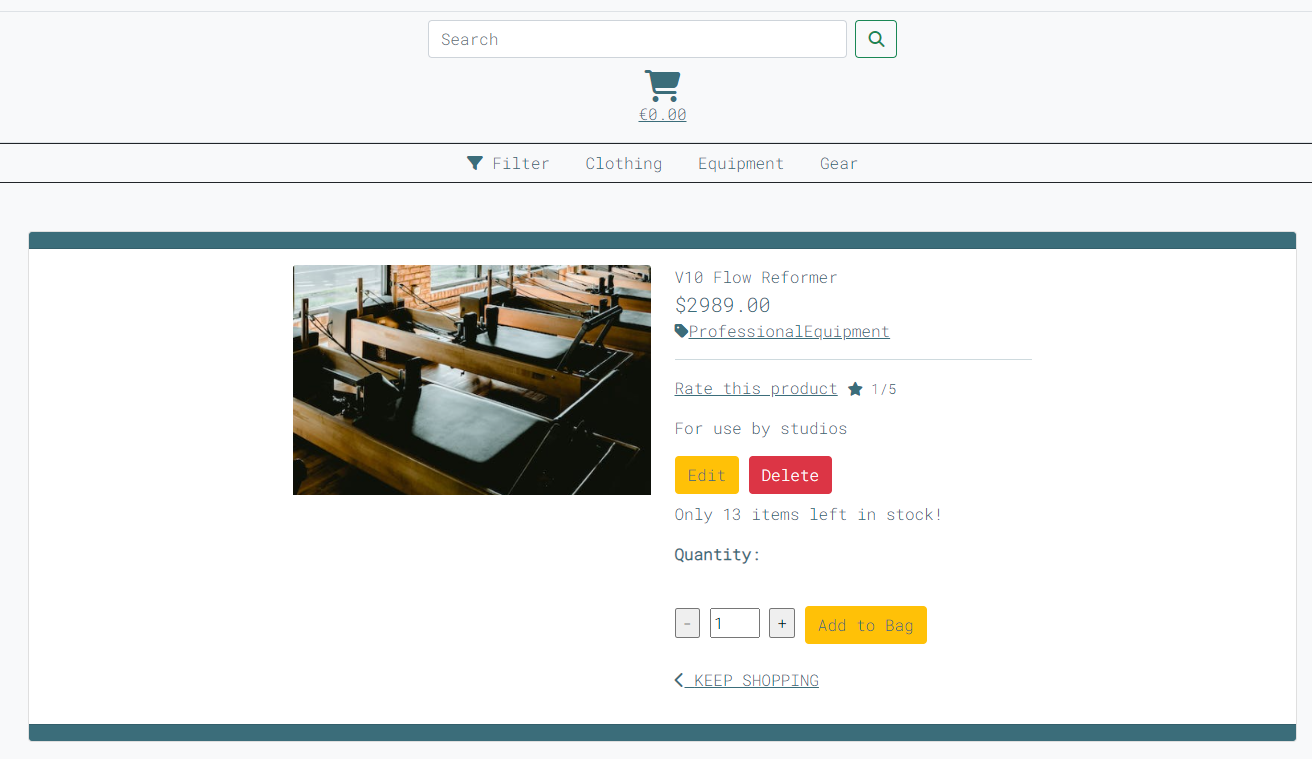 Search
€0.00
Filter Clothing Equipment Gear
V10 Flow Reformer
$2989.00
ProfessionalEquipment
Rate this product 1/5
For use by studios
Edit Delete
Only 13 items left in stock!
Quantity:
- 1 + Add to Bag
KEEP SHOPPING